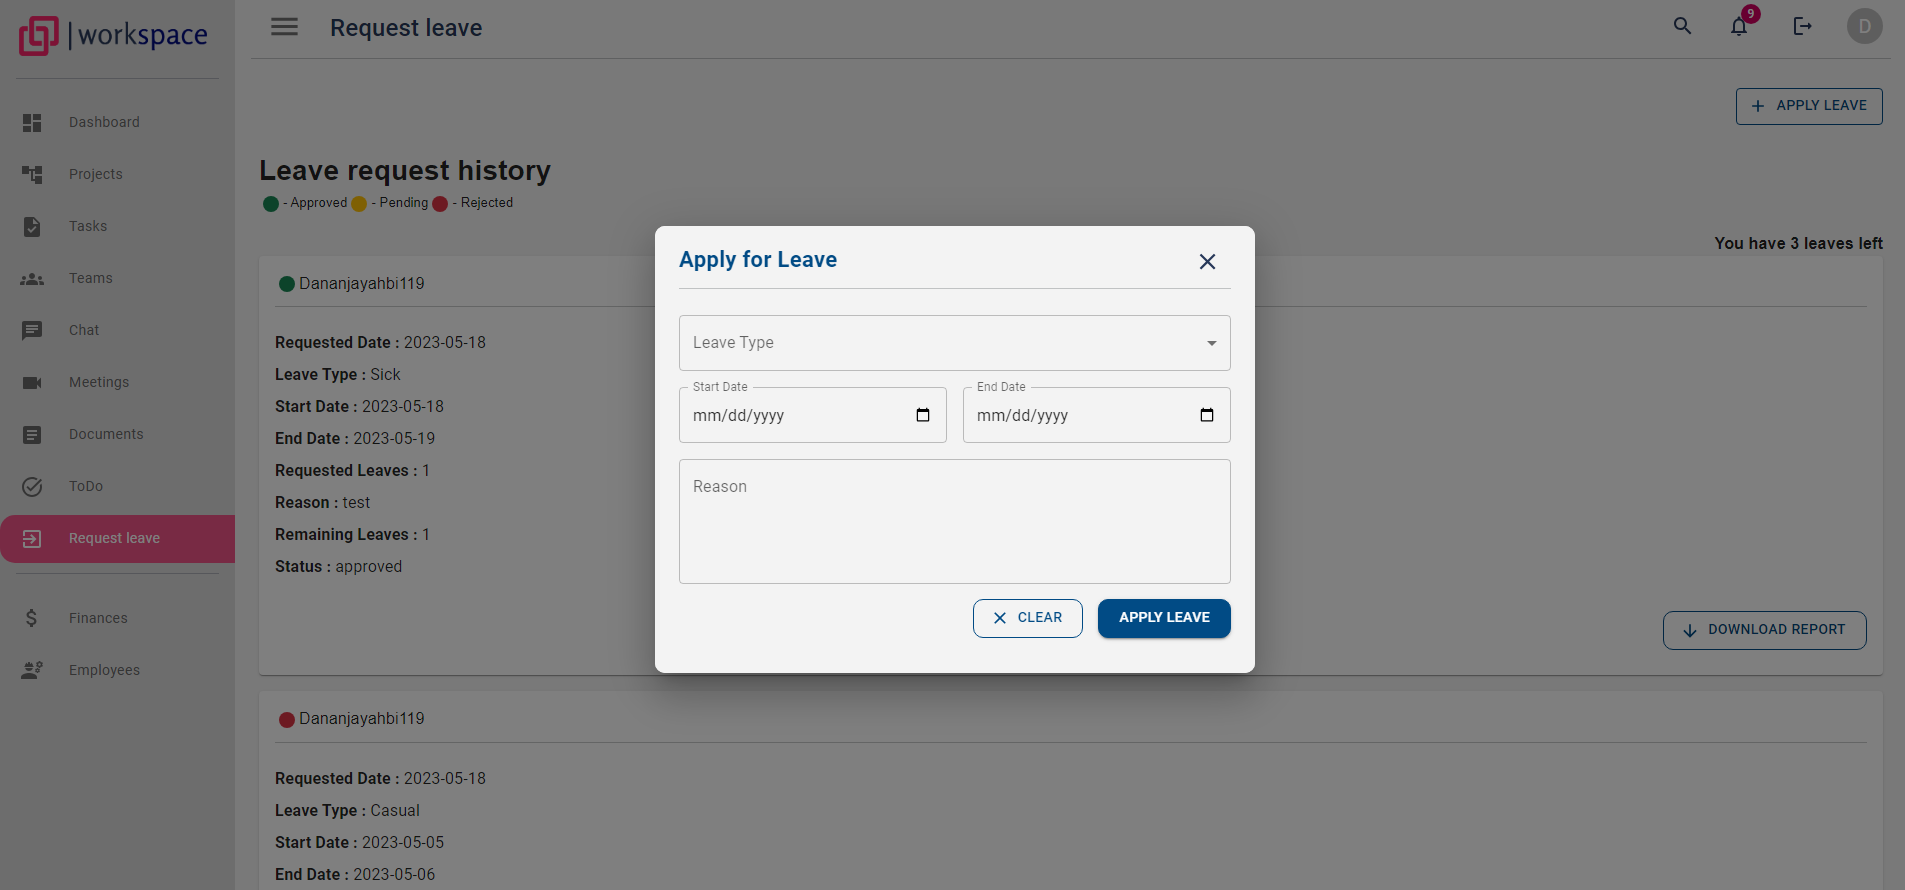 |workspace
Request leave
9
D
Dashboard
Projects
Tasks
Teams
Chat
Meetings
Documents
ToDo
Request leave
Finances
Employees
APPLY LEAVE
Leave request history
- Approved - Pending - Rejected
You have 3 leaves left
Dananjayahbi119
Requested Date : 2023-05-18
Leave Type : Sick
Start Date : 2023-05-18
End Date : 2023-05-19
Requested Leaves : 1
Reason : test
Remaining Leaves : 1
Status : approved
DOWNLOAD REPORT
Dananjayahbi119
Requested Date : 2023-05-18
Leave Type : Casual
Start Date : 2023-05-05
End Date : 2023-05-06
Apply for Leave
Leave Type
Start Date
mm/dd/yyyy
End Date
mm/dd/yyyy
Reason
CLEAR
APPLY LEAVE